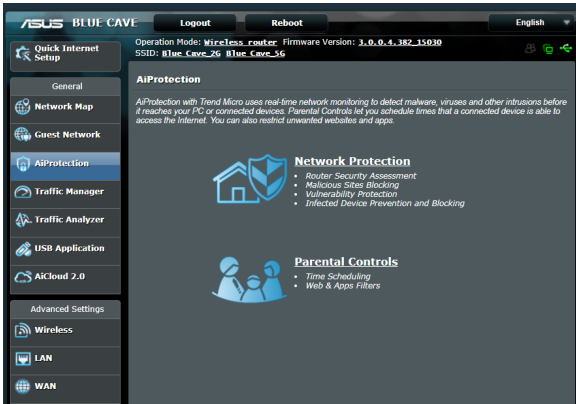 ASUS BLUE CAVE
Logout
Reboot
English
Quick Internet
Setup
Operation Mode: Wireless router Firmware Version: 3.0.0.4.382_15030
SSID: Blue Cave_2G Blue Cave_5G
General
Network Map
Guest Network
AiProtection
Traffic Manager
Traffic Analyzer
USB Application
AiCloud 2.0
Advanced Settings
Wireless
LAN
WAN
AiProtection
AiProtection with Trend Micro uses real-time network monitoring to detect malware, viruses and other intrusions before
it reaches your PC or connected devices. Parental Controls let you schedule times that a connected device is able to
access the Internet. You can also restrict unwanted websites and apps.
Network Protection
• Router Security Assessment
• Malicious Sites Blocking
• Vulnerability Protection
• Infected Device Prevention and Blocking
Parental Controls
• Time Scheduling
• Web & Apps Filters